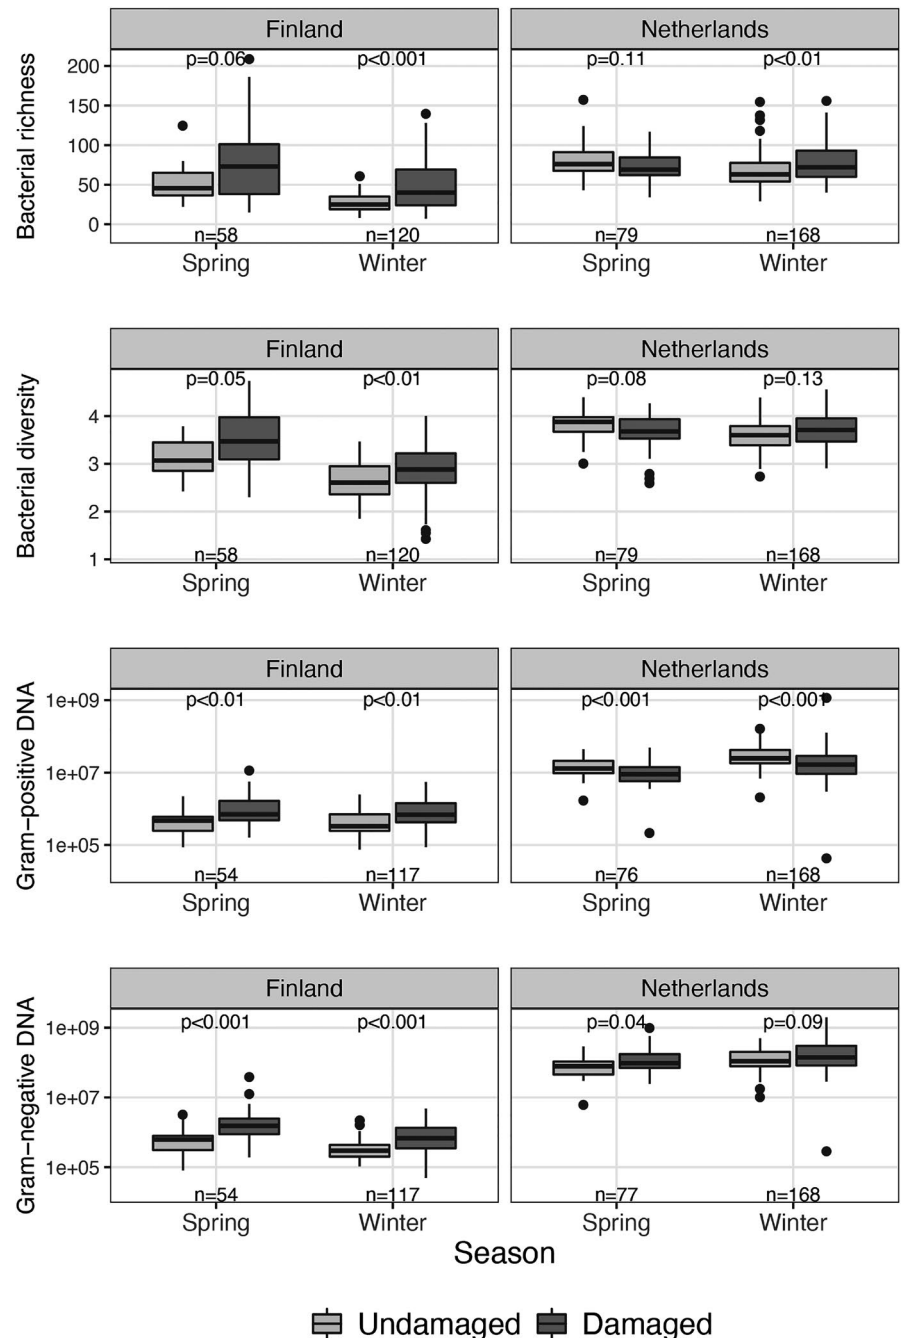 Finland Netherlands
Bacterial richness
200
150
100
50
0
p=0.06 p<0.001 p=0.11 p<0.01
n=58 n=120 n=79 n=168
Spring Winter Spring Winter
Finland Netherlands
Bacterial diversity
4
3
2
1
p=0.05 p<0.01 p=0.08 p=0.13
n=58 n=120 n=79 n=168
Spring Winter Spring Winter
Finland Netherlands
Gram−positive DNA
1e+09
1e+07
1e+05
p<0.01 p<0.01 p<0.001 p<0.001
n=54 n=117 n=76 n=168
Spring Winter Spring Winter
Finland Netherlands
Gram−negative DNA
1e+09
1e+07
1e+05
p<0.001 p<0.001 p=0.04 p=0.09
n=54 n=117 n=77 n=168
Spring Winter Spring Winter
Season
Undamaged Damaged